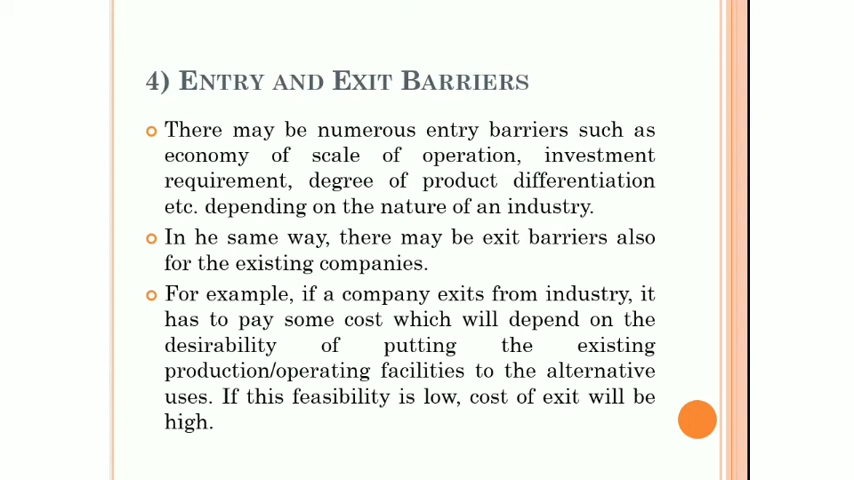 4) Entry and Exit Barriers
There may be numerous entry barriers such as
economy of scale of operation, investment
requirement, degree of product differentiation
etc. depending on the nature of an industry.
In he same way, there may be exit barriers also
for the existing companies.
For example, if a company exits from industry, it
has to pay some cost which will depend on the
desirability of putting the existing
production/operating facilities to the alternative
uses. If this feasibility is low, cost of exit will be
high.